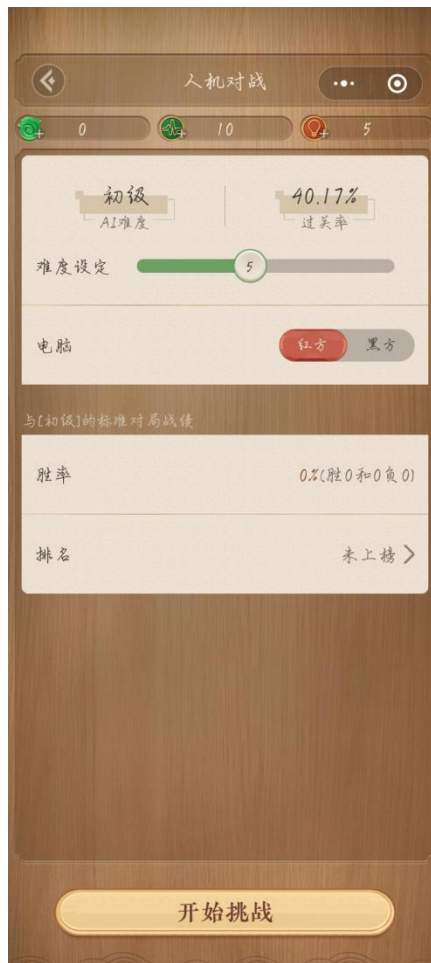 人机对战
0 10 5
初级 40.17%
AI难度 过关率
难度设定 5
电脑 红方 黑方
与[初级]的标准对局战绩
胜率 0%(胜0和0负0)
排名 未上榜
开始挑战